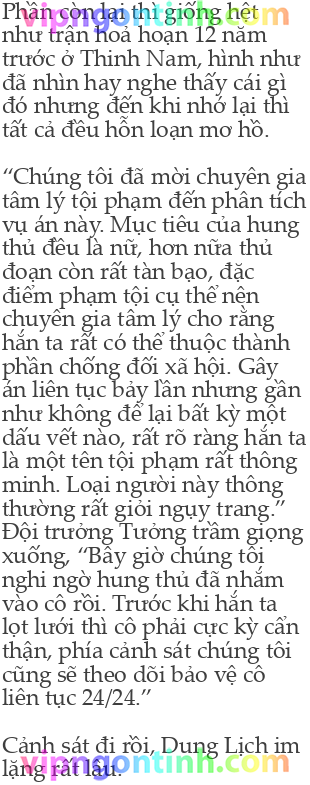 Phần còn lại thì giống hệt
vipngontinh.com
như trận hoả hoạn 12 năm
trước ở Thinh Nam, hình như
đã nhìn hay nghe thấy cái gì
đó nhưng đến khi nhớ lại thì
tất cả đều hỗn loạn mơ hồ.
“Chúng tôi đã mời chuyên gia
tâm lý tội phạm đến phân tích
vụ án này. Mục tiêu của hung
thủ đều là nữ, hơn nữa thủ
đoạn còn rất tàn bạo, đặc
điểm phạm tội cụ thể nên
chuyên gia tâm lý cho rằng
hắn ta rất có thể thuộc thành
phần chống đối xã hội. Gây
án liên tục bảy lần nhưng gần
như không để lại bất kỳ một
dấu vết nào, rất rõ ràng hắn ta
là một tên tội phạm rất thông
minh. Loại người này thông
thường rất giỏi ngụy trang.”
Đội trưởng Tưởng trầm giọng
xuống, “Bây giờ chúng tôi
nghi ngờ hung thủ đã nhắm
vào cô rồi. Trước khi hắn ta
lọt lưới thì cô phải cực kỳ cẩn
thận, phía cảnh sát chúng tôi
cũng sẽ theo dõi bảo vệ cô
liên tục 24/24.”
Cảnh sát đi rồi, Dung Lịch im
vipngontinh.com
lặng rất lâu.